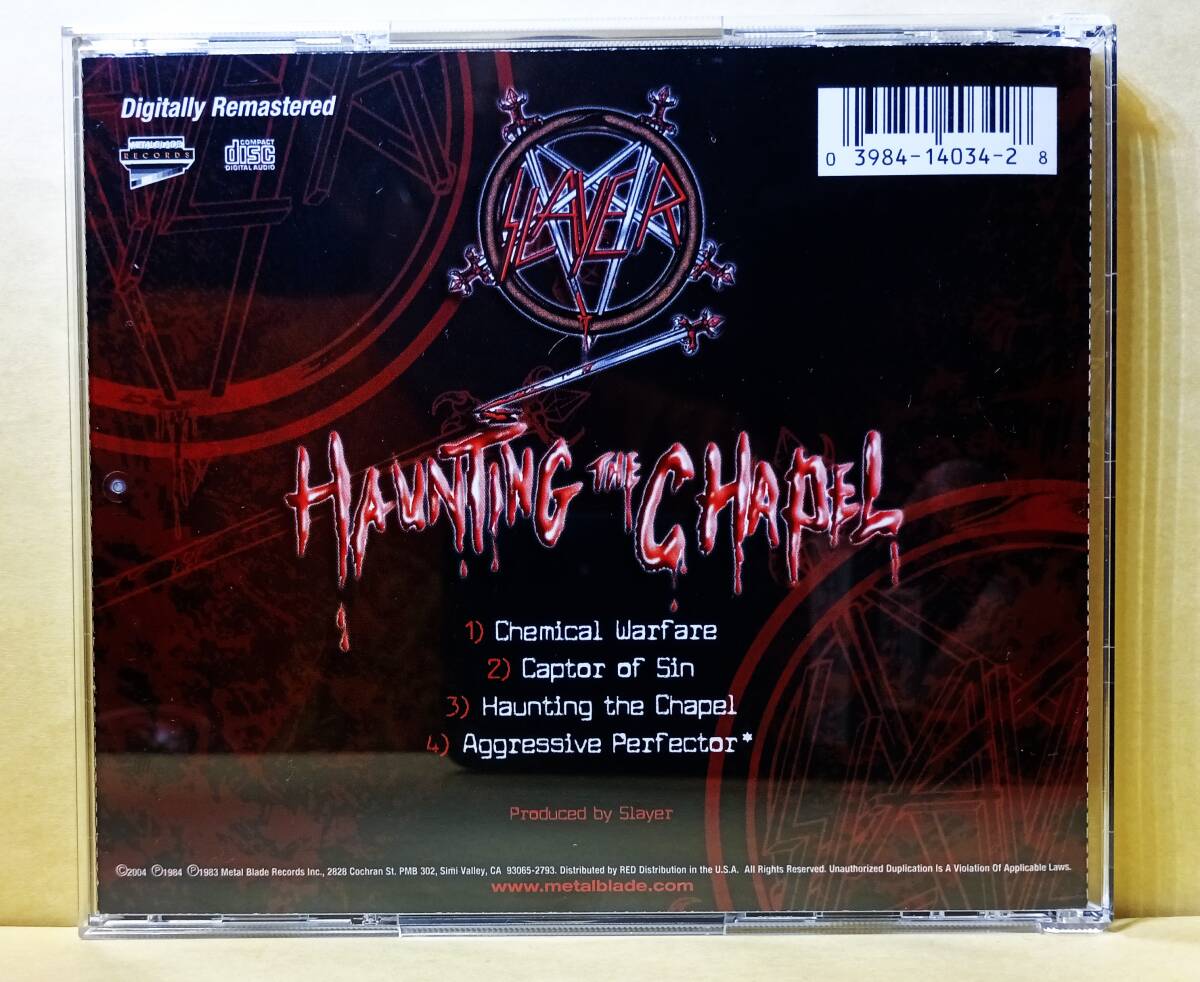 Digitally Remastered
METAL BLADE
RECORDS
COMPACT
disc
DIGITAL AUDIO
0 3984-14034-2 8
SLAYER
HAUNTING THE CHAPEL
1) Chemical Warfare
2) Captor of Sin
3) Haunting the Chapel
4) Aggressive Perfector*
Produced by Slayer
©2004 ℗1984 ℗1983 Metal Blade Records Inc., 2828 Cochran St. PMB 302, Simi Valley, CA 93065-2793. Distributed by RED Distribution in the U.S.A. All Rights Reserved. Unauthorized Duplication Is A Violation Of Applicable Laws.
www.metalblade.com